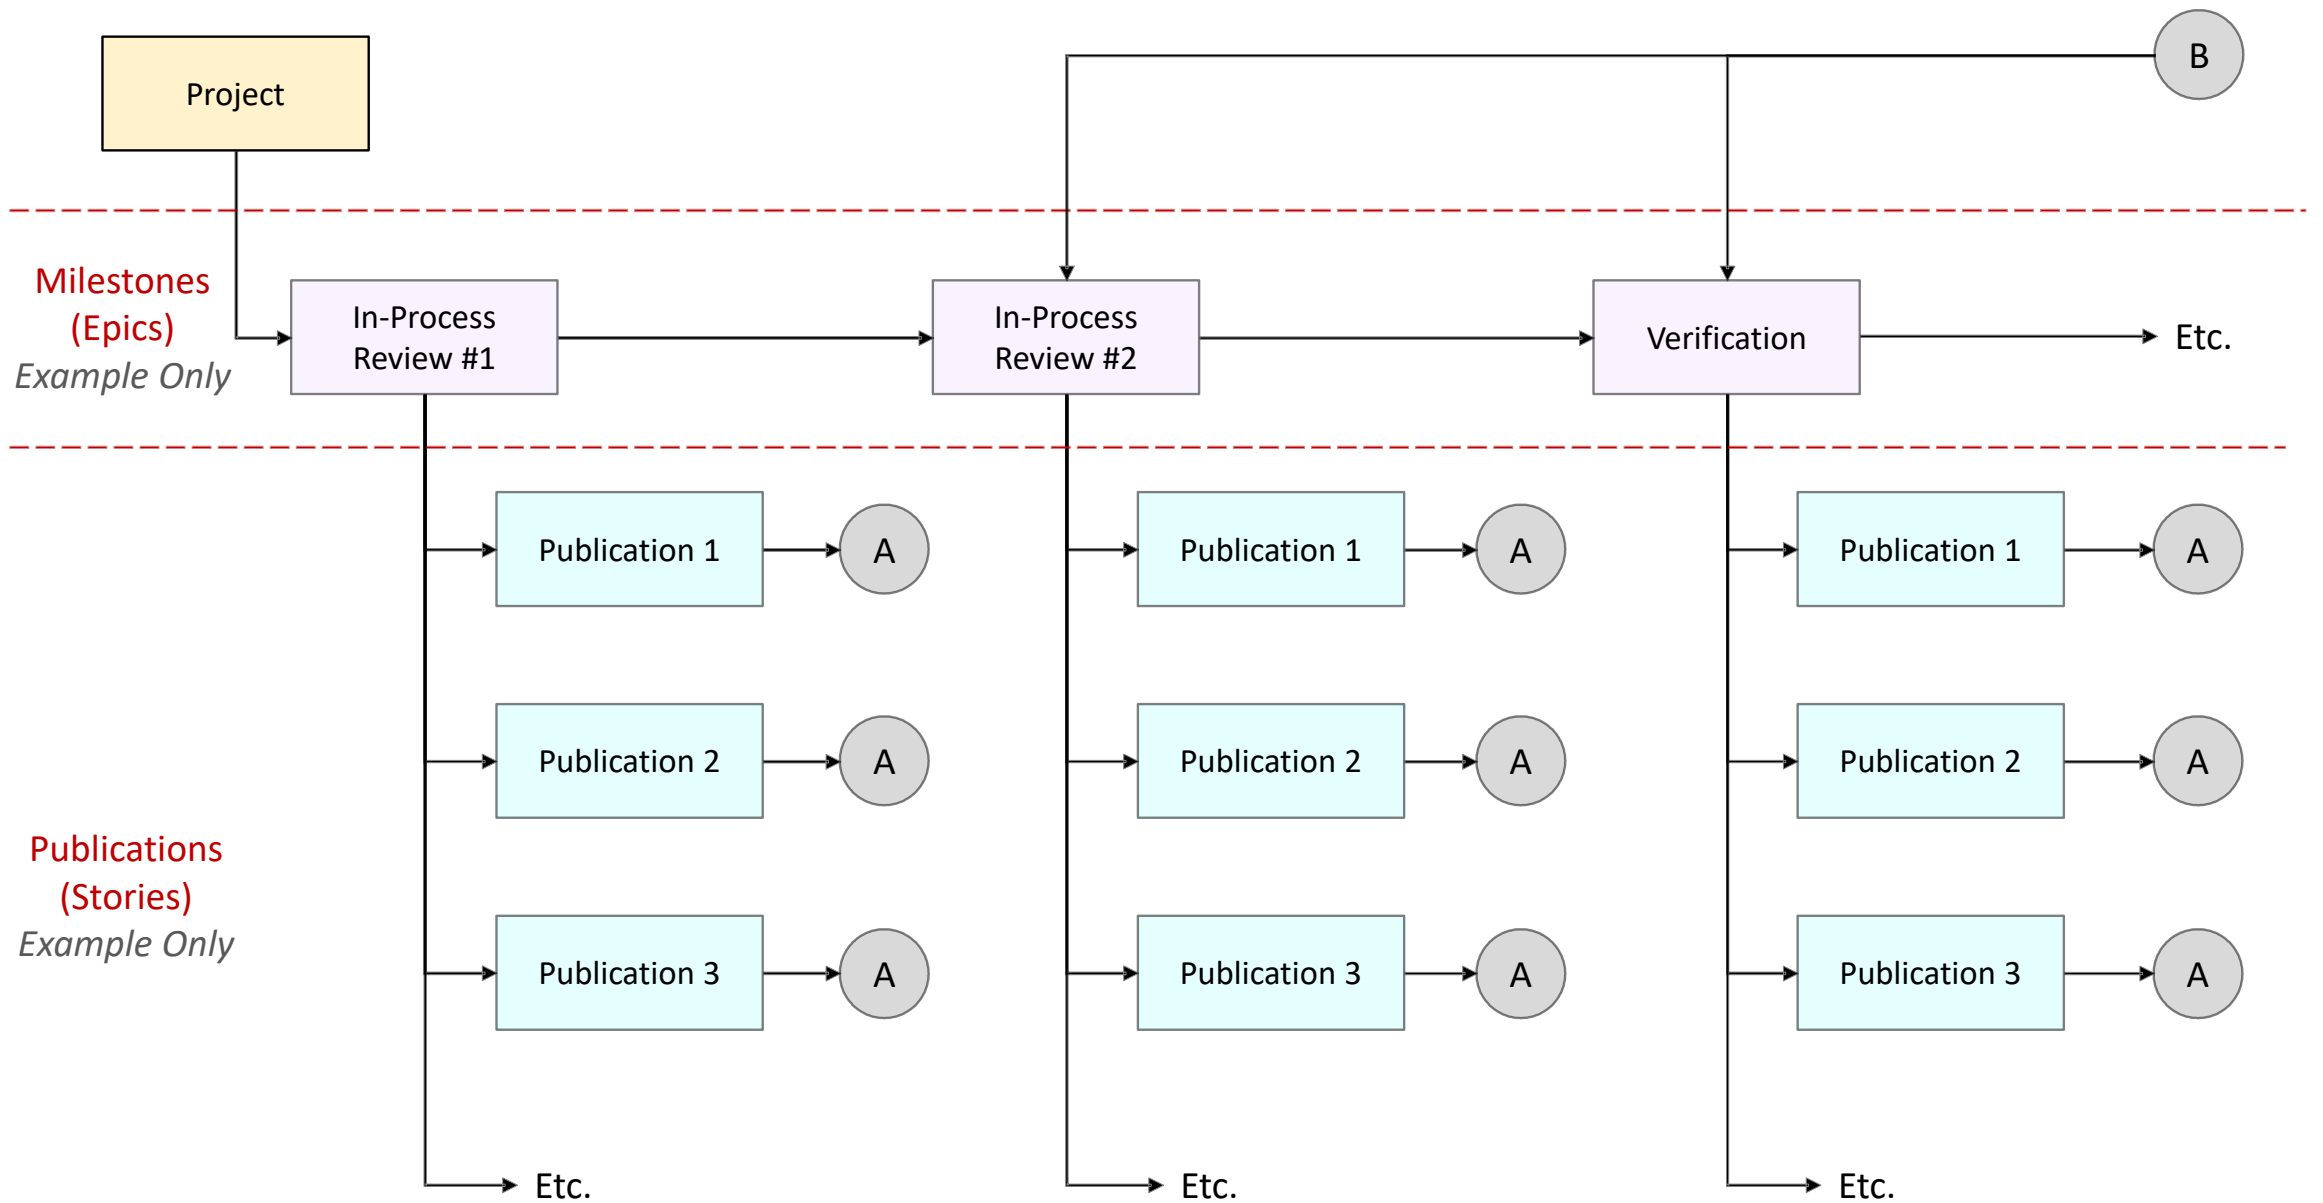 B
Project
Milestones
(Epics)
Example Only
In-Process
Review #1
In-Process
Review #2
Verification
Etc.
Publication 1
A
Publication 1
A
Publication 1
A
Publication 2
A
Publication 2
A
Publication 2
A
Publications
(Stories)
Example Only
Publication 3
A
Publication 3
A
Publication 3
A
Etc.
Etc.
Etc.